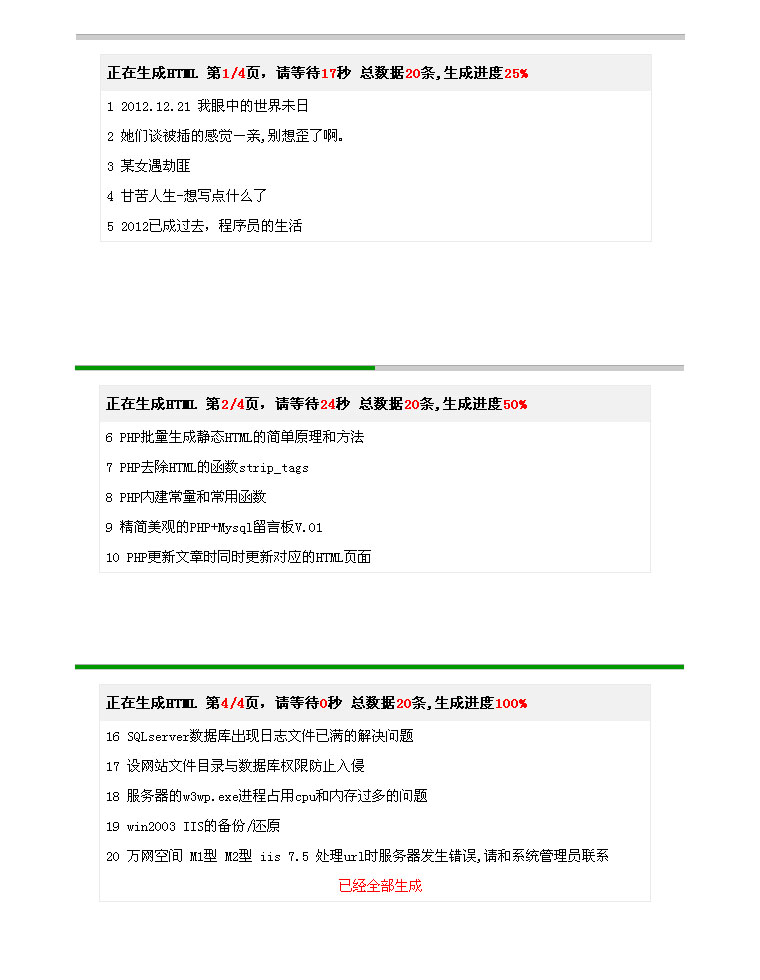 正在生成HTML 第1/4页，请等待17秒 总数据20条,生成进度25%
1 2012.12.21 我眼中的世界未日
2 她们谈被插的感觉一亲,别想歪了啊。
3 某女遇劫匪
4 甘苦人生-想写点什么了
5 2012已成过去，程序员的生活
正在生成HTML 第2/4页，请等待24秒 总数据20条,生成进度50%
6 PHP批量生成静态HTML的简单原理和方法
7 PHP去除HTML的函数strip_tags
8 PHP内建常量和常用函数
9 精简美观的PHP+Mysql留言板V.01
10 PHP更新文章时同时更新对应的HTML页面
正在生成HTML 第4/4页，请等待0秒 总数据20条,生成进度100%
16 SQLserver数据库出现日志文件已满的解决问题
17 设网站文件目录与数据库权限防止入侵
18 服务器的w3wp.exe进程占用cpu和内存过多的问题
19 win2003 IIS的备份/还原
20 万网空间 M1型 M2型 iis 7.5 处理url时服务器发生错误,请和系统管理员联系
已经全部生成